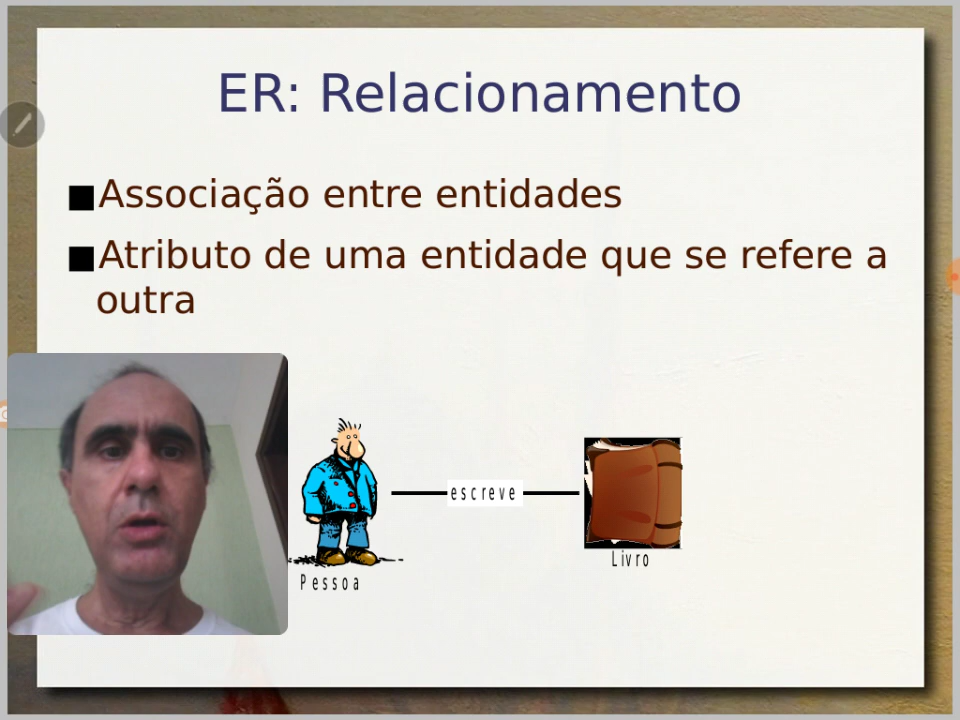 ER: Relacionamento
■Associação entre entidades
■Atributo de uma entidade que se refere a
outra
escreve
Livro
Pessoa